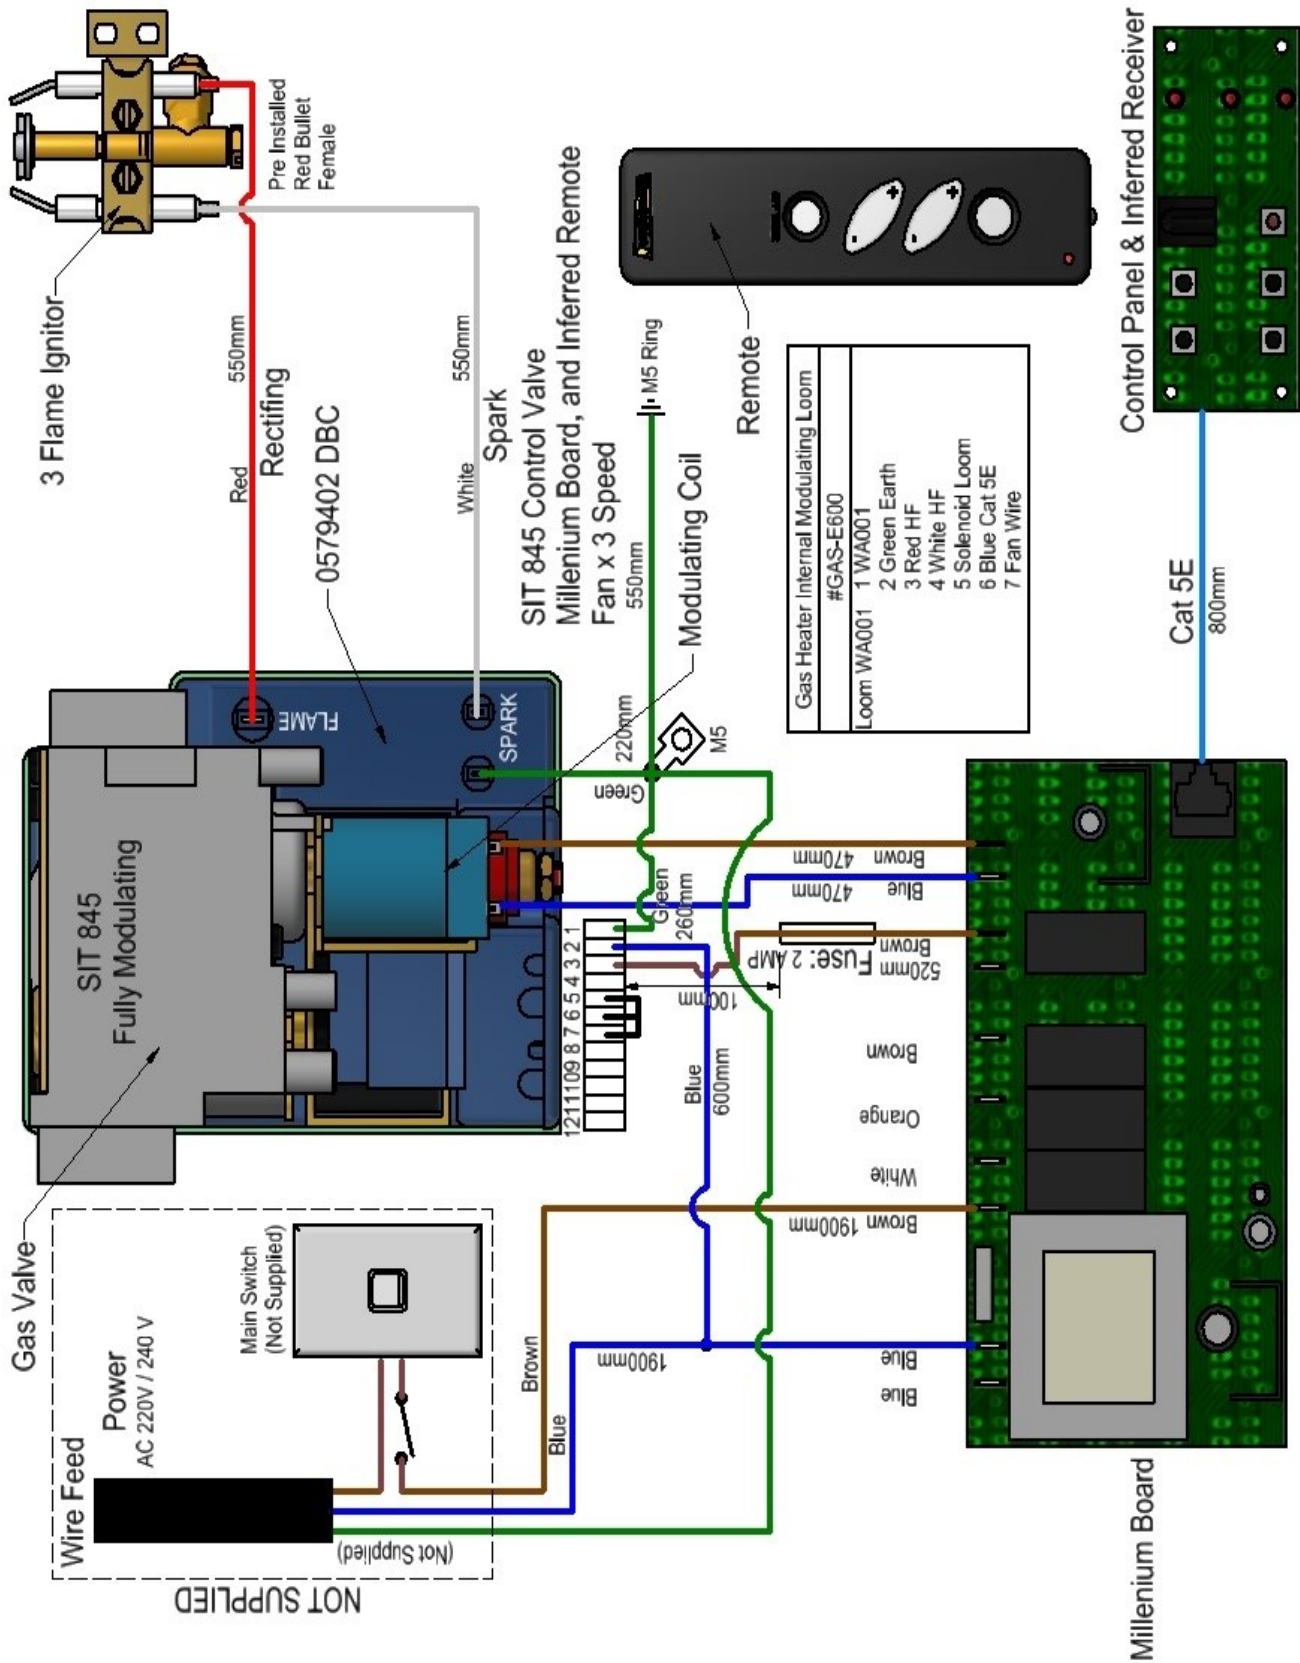 3 Flame Ignitor
Pre Installed
Red Bullet
Female
Red
550mm
Rectifing
White
550mm
Spark
0579402 DBC
SIT 845 Control Valve
Millenium Board, and Inferred Remote
Fan x 3 Speed
550mm
M5 Ring
Modulating Coil
Remote
Gas Heater Internal Modulating Loom
#GAS-E600
Loom WA001 1 WA001
2 Green Earth
3 Red HF
4 White HF
5 Solenoid Loom
6 Blue Cat 5E
7 Fan Wire
Control Panel & Inferred Receiver
Cat 5E
800mm
SIT 845
Fully Modulating
FLAME
SPARK
220mm
Green
M5
Green
260mm
470mm
Brown
470mm
Blue
12 11 10 9 8 7 6 5 4 3 2 1
100mm
Fuse: 2 AMP
520mm
Brown
Blue
600mm
Brown
Orange
White
1900mm
Brown
Gas Valve
Wire Feed
Power
AC 220V / 240 V
Main Switch
(Not Supplied)
(Not Supplied)
NOT SUPPLIED
Brown
Blue
1900mm
Blue
Blue
Millenium Board